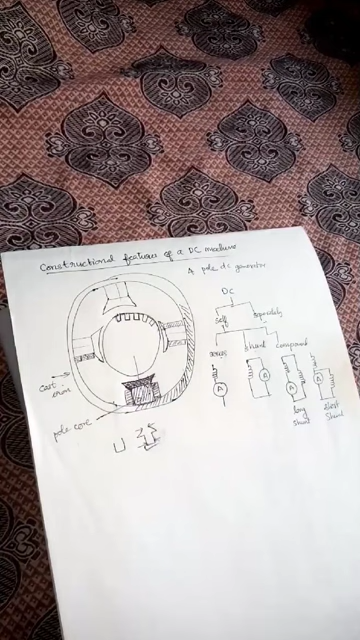 Constructional features of a DC machine
4 pole dc generator
DC
self
separately
series
shunt
compound
A
A
A
A
long
shunt
short
shunt
cast
pole core